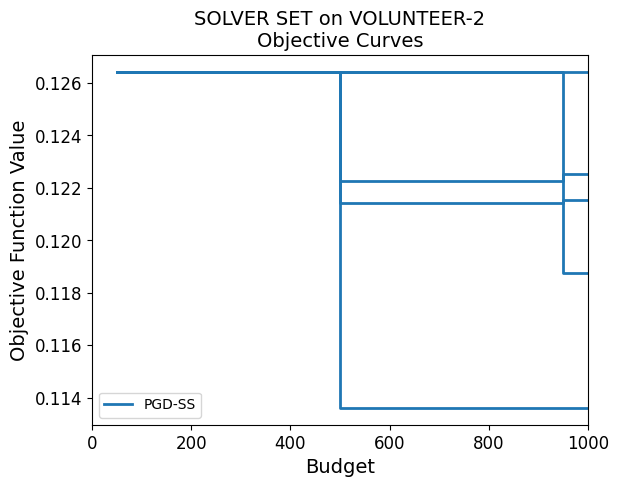 SOLVER SET on VOLUNTEER-2
Objective Curves
Objective Function Value
0.126
0.124
0.122
0.120
0.118
0.116
0.114
PGD-SS
0 200 400 600 800 1000
Budget